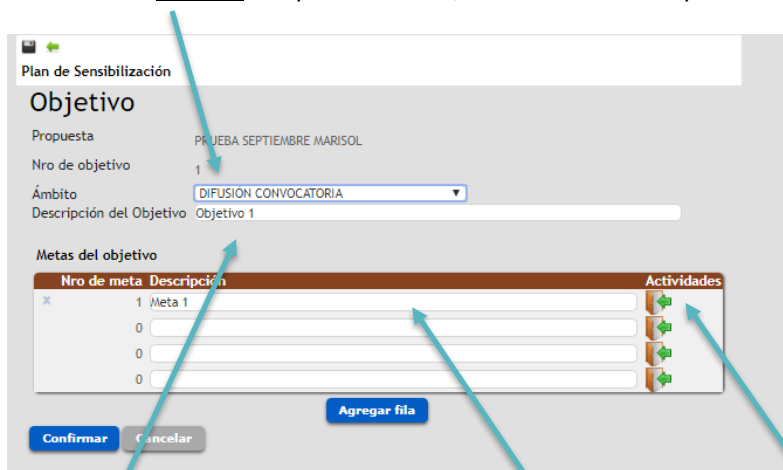 Plan de Sensibilización
Objetivo
Propuesta PRUEBA SEPTIEMBRE MARISOL
Nro de objetivo 1
Ámbito DIFUSIÓN CONVOCATORIA
Descripción del Objetivo Objetivo 1
Metas del objetivo
Nro de meta Descripción Actividades
x 1 Meta 1
0
0
0
Agregar fila
Confirmar Cancelar